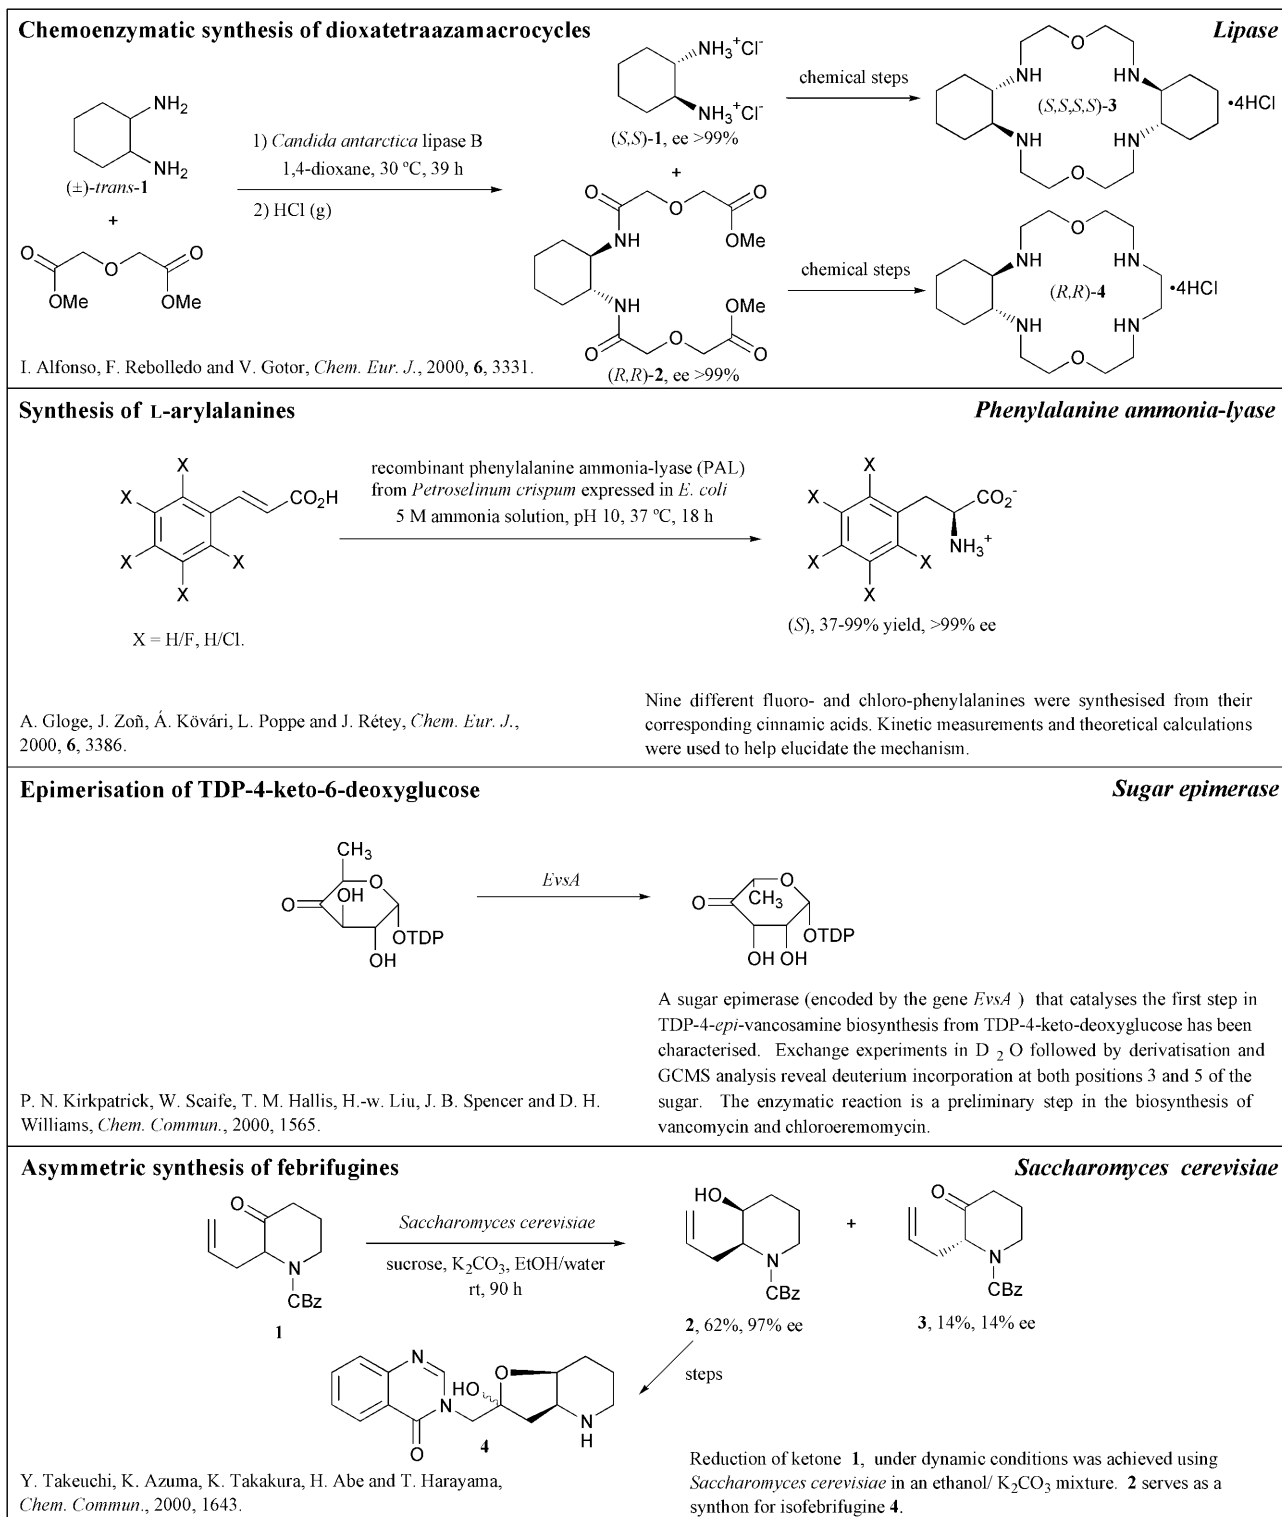 Chemoenzymatic synthesis of dioxatetraazamacrocycles
Lipase
NH2
NH2
(±)-trans-1
+
O
O
O
OMe
OMe
1) Candida antarctica lipase B
1,4-dioxane, 30 ºC, 39 h
2) HCl (g)
NH3+Cl-
NH3+Cl-
(S,S)-1, ee >99%
+
O
O
O
NH
OMe
NH
OMe
O
O
O
(R,R)-2, ee >99%
chemical steps
chemical steps
O
NH
HN
(S,S,S,S)-3
•4HCl
NH
HN
O
O
NH
HN
(R,R)-4
•4HCl
NH
HN
O
I. Alfonso, F. Rebolledo and V. Gotor, Chem. Eur. J., 2000, 6, 3331.
Synthesis of L-arylalanines
Phenylalanine ammonia-lyase
X
X
CO2H
X
X
X
X = H/F, H/Cl.
recombinant phenylalanine ammonia-lyase (PAL)
from Petroselinum crispum expressed in E. coli
5 M ammonia solution, pH 10, 37 ºC, 18 h
X
X
CO2-
NH3+
X
X
X
(S), 37-99% yield, >99% ee
A. Gloge, J. Zoñ, Á. Kövári, L. Poppe and J. Rétey, Chem. Eur. J.,
2000, 6, 3386.
Nine different fluoro- and chloro-phenylalanines were synthesised from their
corresponding cinnamic acids. Kinetic measurements and theoretical calculations
were used to help elucidate the mechanism.
Epimerisation of TDP-4-keto-6-deoxyglucose
Sugar epimerase
CH3
O
OH
O
OTDP
OH
EvsA
O
CH3
O
OTDP
OH OH
A sugar epimerase (encoded by the gene EvsA ) that catalyses the first step in
TDP-4-epi-vancosamine biosynthesis from TDP-4-keto-deoxyglucose has been
characterised. Exchange experiments in D 2 O followed by derivatisation and
GCMS analysis reveal deuterium incorporation at both positions 3 and 5 of the
sugar. The enzymatic reaction is a preliminary step in the biosynthesis of
vancomycin and chloroeremomycin.
P. N. Kirkpatrick, W. Scaife, T. M. Hallis, H.-w. Liu, J. B. Spencer and D. H.
Williams, Chem. Commun., 2000, 1565.
Asymmetric synthesis of febrifugines
Saccharomyces cerevisiae
O
N
CBz
1
Saccharomyces cerevisiae
sucrose, K2CO3, EtOH/water
rt, 90 h
HO
N
CBz
2, 62%, 97% ee
+
O
N
CBz
3, 14%, 14% ee
steps
N
N
O
HO
O
N
H
4
Y. Takeuchi, K. Azuma, K. Takakura, H. Abe and T. Harayama,
Chem. Commun., 2000, 1643.
Reduction of ketone 1, under dynamic conditions was achieved using
Saccharomyces cerevisiae in an ethanol/ K2CO3 mixture. 2 serves as a
synthon for isofebrifugine 4.